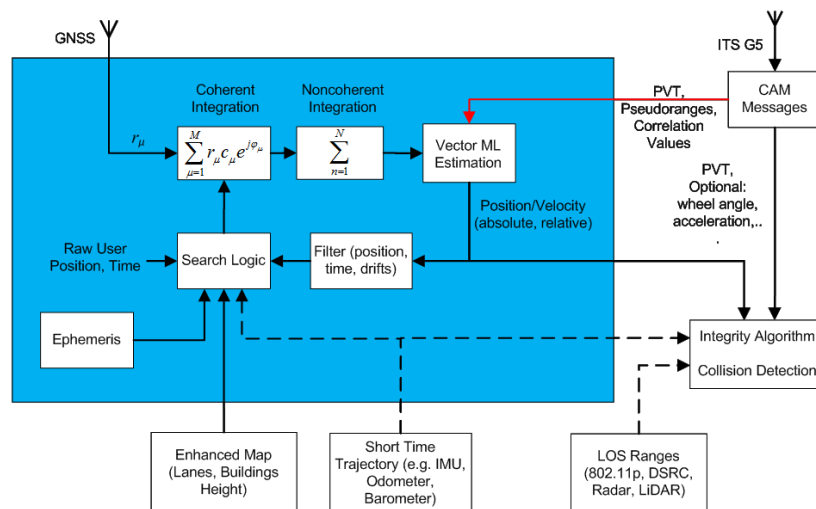 GNSS
ITS G5
Coherent
Integration
Noncoherent
Integration
PVT,
Pseudoranges,
Correlation
Values
CAM
Messages
r_μ
\sum_{μ=1}^{M} r_μ c_μ e^{jφ_μ}
\sum_{n=1}^{N}
Vector ML
Estimation
PVT,
Optional:
wheel angle,
acceleration,..
.
Position/Velocity
(absolute, relative)
Raw User
Position, Time
Search Logic
Filter (position,
time, drifts)
Ephemeris
Integrity Algorithm
Collision Detection
Enhanced Map
(Lanes, Buildings
Height)
Short Time
Trajectory (e.g. IMU,
Odometer,
Barometer)
LOS Ranges
(802.11p, DSRC,
Radar, LiDAR)